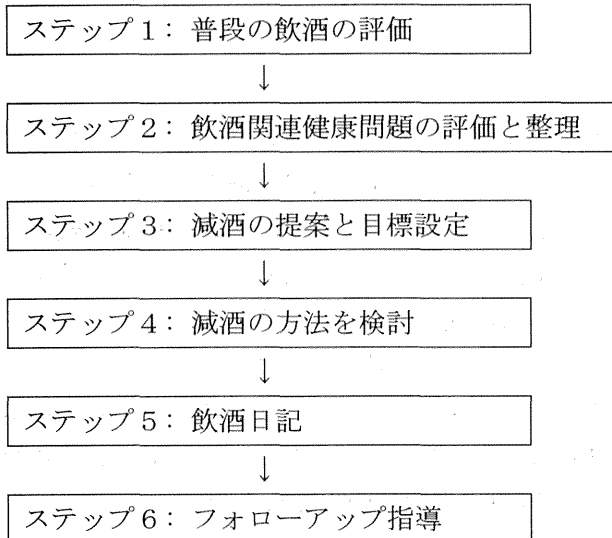 ステップ1：普段の飲酒の評価
↓
ステップ2：飲酒関連健康問題の評価と整理
↓
ステップ3：減酒の提案と目標設定
↓
ステップ4：減酒の方法を検討
↓
ステップ5：飲酒日記
↓
ステップ6：フォローアップ指導